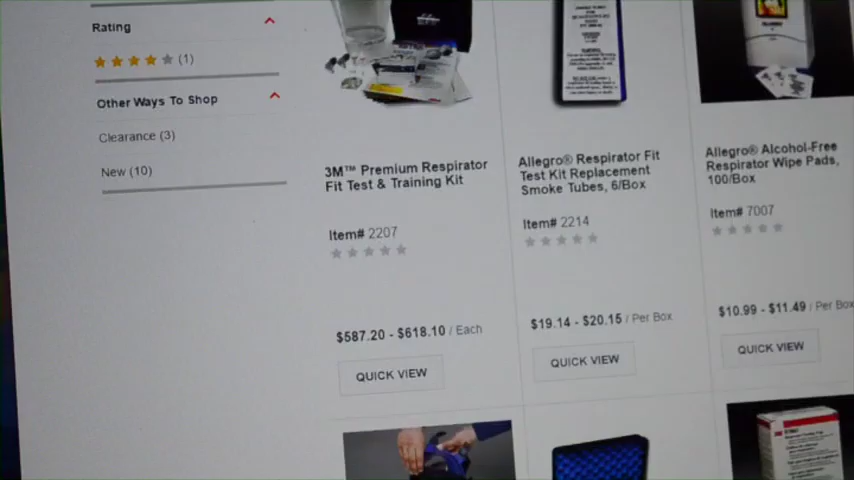 Rating
(1)
Other Ways To Shop
Clearance (3)
New (10)
3M™ Premium Respirator
Fit Test & Training Kit
Item# 2207
$587.20 - $618.10 / Each
QUICK VIEW
Allegro® Respirator Fit
Test Kit Replacement
Smoke Tubes, 6/Box
Item# 2214
$19.14 - $20.15 / Per Box
QUICK VIEW
Allegro® Alcohol-Free
Respirator Wipe Pads,
100/Box
Item# 7007
$10.99 - $11.49 / Per Box
QUICK VIEW